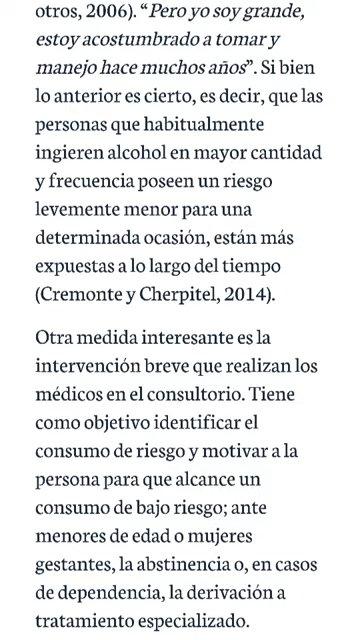 otros, 2006). “Pero yo soy grande,
estoy acostumbrado a tomar y
manejo hace muchos años”. Si bien
lo anterior es cierto, es decir, que las
personas que habitualmente
ingieren alcohol en mayor cantidad
y frecuencia poseen un riesgo
levemente menor para una
determinada ocasión, están más
expuestas a lo largo del tiempo
(Cremonte y Cherpitel, 2014).
Otra medida interesante es la
intervención breve que realizan los
médicos en el consultorio. Tiene
como objetivo identificar el
consumo de riesgo y motivar a la
persona para que alcance un
consumo de bajo riesgo; ante
menores de edad o mujeres
gestantes, la abstinencia o, en casos
de dependencia, la derivación a
tratamiento especializado.